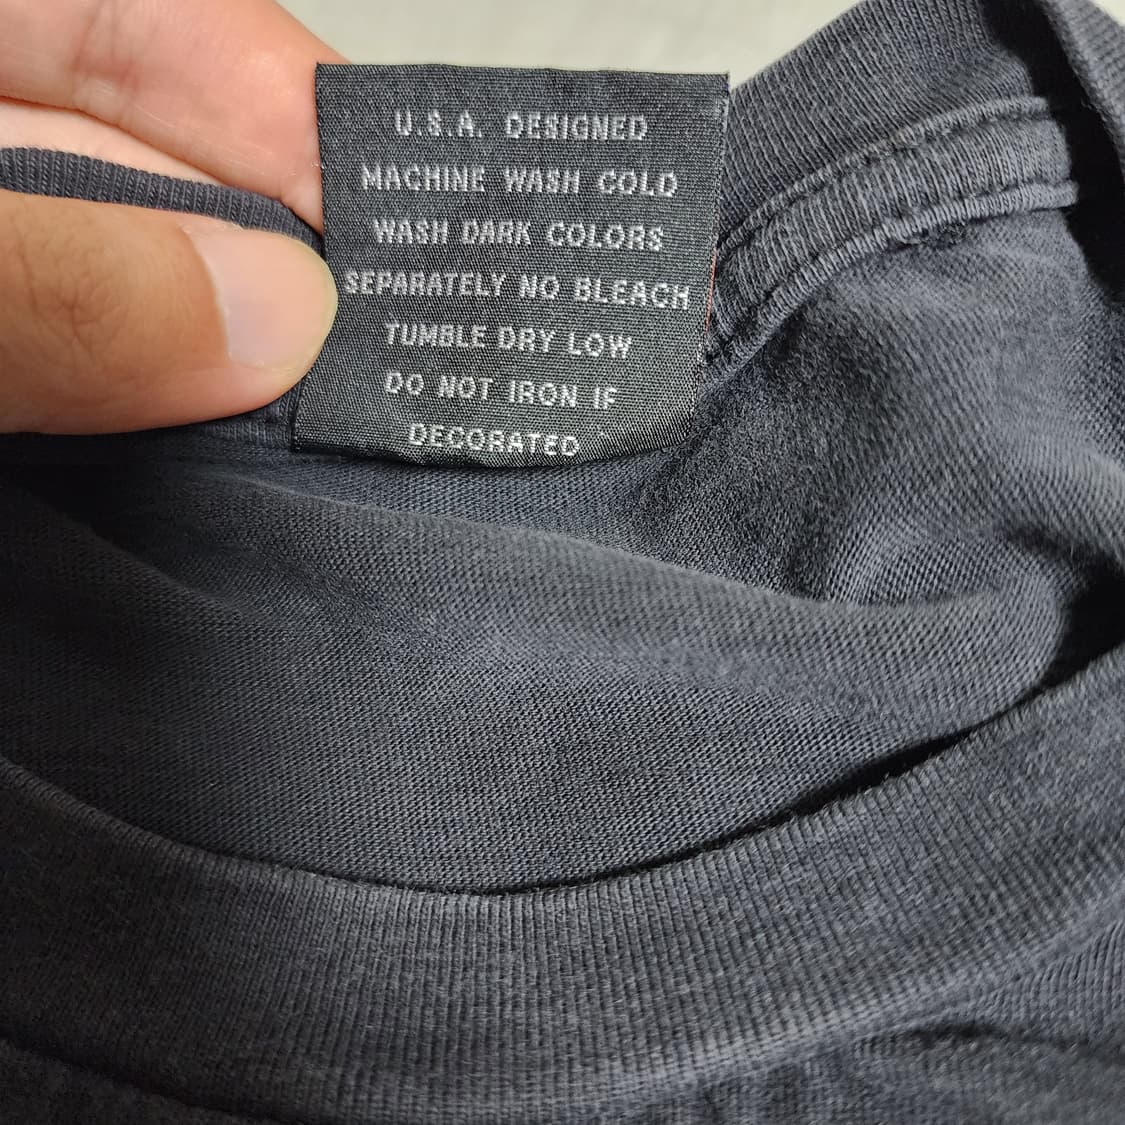 U.S.A. DESIGNED
MACHINE WASH COLD
WASH DARK COLORS
SEPARATELY NO BLEACH
TUMBLE DRY LOW
DO NOT IRON IF
DECORATED